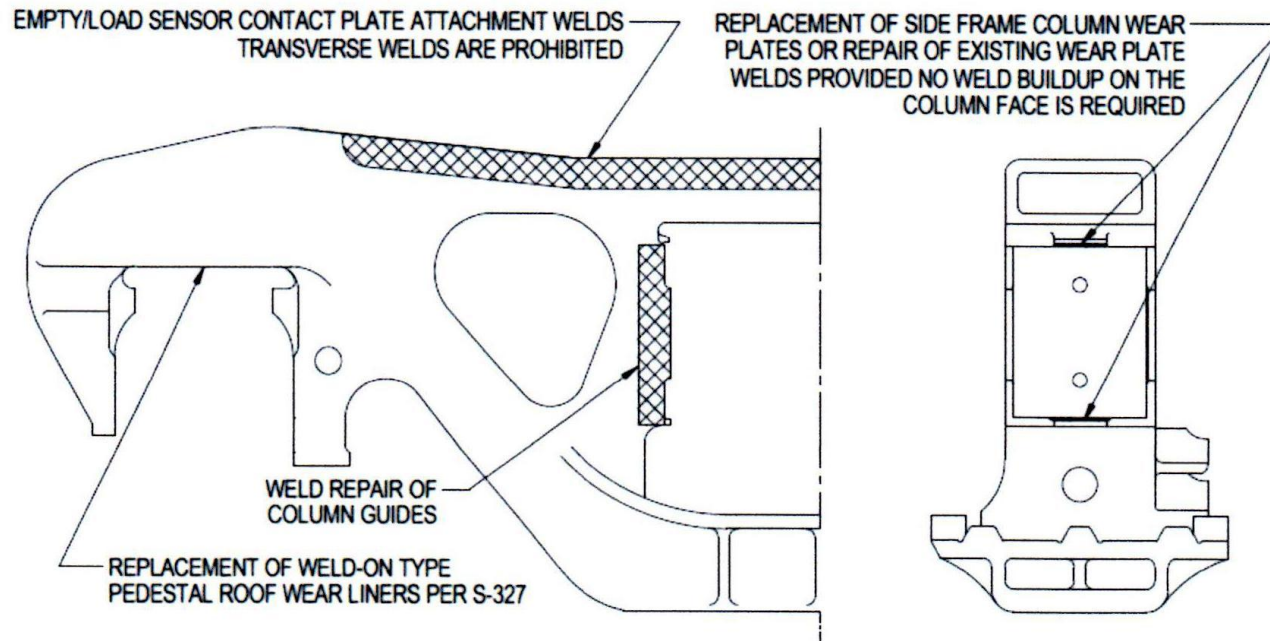 EMPTY/LOAD SENSOR CONTACT PLATE ATTACHMENT WELDS
TRANSVERSE WELDS ARE PROHIBITED
REPLACEMENT OF SIDE FRAME COLUMN WEAR
PLATES OR REPAIR OF EXISTING WEAR PLATE
WELDS PROVIDED NO WELD BUILDUP ON THE
COLUMN FACE IS REQUIRED
WELD REPAIR OF
COLUMN GUIDES
REPLACEMENT OF WELD-ON TYPE
PEDESTAL ROOF WEAR LINERS PER S-327